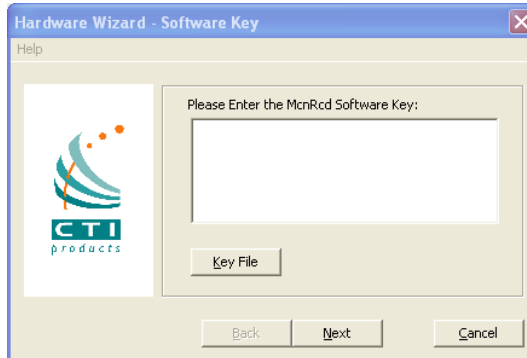 Hardware Wizard - Software Key
Help
Please Enter the McnRcd Software Key:
CTI
products
Key File
Back
Next
Cancel